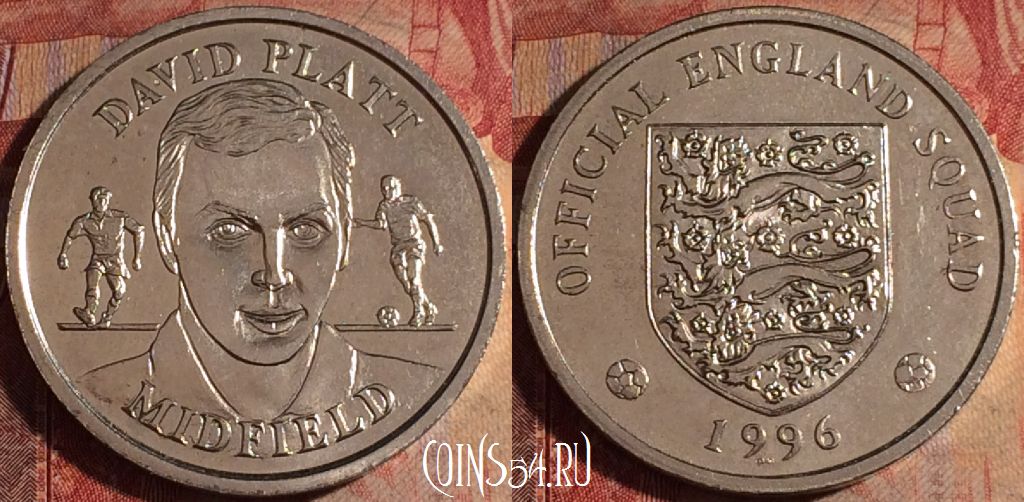 DAVID PLATT
MIDFIELD
OFFICIAL ENGLAND SQUAD
1996
COINS54.RU